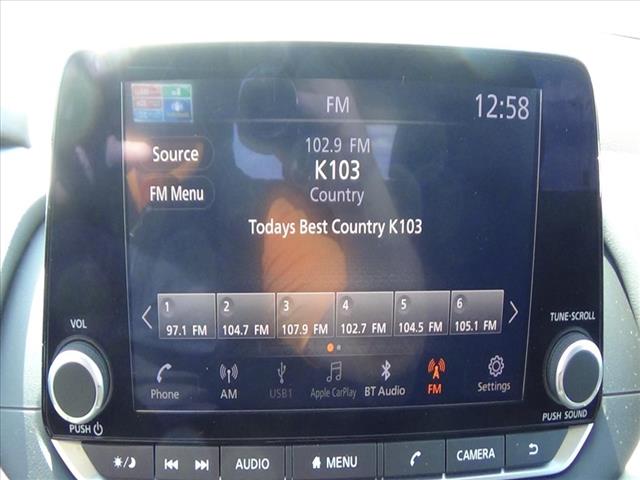 FM
12:58
Source
102.9 FM
K103
FM Menu
Country
Todays Best Country K103
1 2 3 4 5 6
97.1 FM 104.7 FM 107.9 FM 102.7 FM 104.5 FM 105.1 FM
VOL
TUNE-SCROLL
Phone AM USB1 Apple CarPlay BT Audio FM Settings
PUSH
PUSH SOUND
AUDIO MENU CAMERA